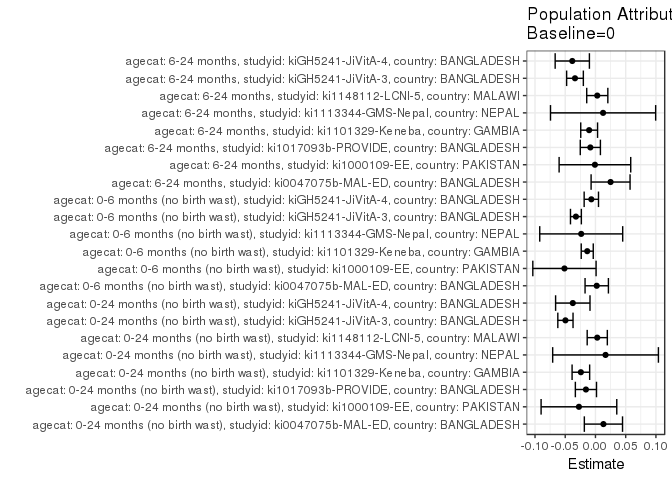 Population Attribut
Baseline=0
agecat: 6-24 months, studyid: kiGH5241-JiVitA-4, country: BANGLADESH
agecat: 6-24 months, studyid: kiGH5241-JiVitA-3, country: BANGLADESH
agecat: 6-24 months, studyid: ki1148112-LCNI-5, country: MALAWI
agecat: 6-24 months, studyid: ki1113344-GMS-Nepal, country: NEPAL
agecat: 6-24 months, studyid: ki1101329-Keneba, country: GAMBIA
agecat: 6-24 months, studyid: ki1017093b-PROVIDE, country: BANGLADESH
agecat: 6-24 months, studyid: ki1000109-EE, country: PAKISTAN
agecat: 6-24 months, studyid: ki0047075b-MAL-ED, country: BANGLADESH
agecat: 0-6 months (no birth wast), studyid: kiGH5241-JiVitA-4, country: BANGLADESH
agecat: 0-6 months (no birth wast), studyid: kiGH5241-JiVitA-3, country: BANGLADESH
agecat: 0-6 months (no birth wast), studyid: ki1113344-GMS-Nepal, country: NEPAL
agecat: 0-6 months (no birth wast), studyid: ki1101329-Keneba, country: GAMBIA
agecat: 0-6 months (no birth wast), studyid: ki1000109-EE, country: PAKISTAN
agecat: 0-6 months (no birth wast), studyid: ki0047075b-MAL-ED, country: BANGLADESH
agecat: 0-24 months (no birth wast), studyid: kiGH5241-JiVitA-4, country: BANGLADESH
agecat: 0-24 months (no birth wast), studyid: kiGH5241-JiVitA-3, country: BANGLADESH
agecat: 0-24 months (no birth wast), studyid: ki1148112-LCNI-5, country: MALAWI
agecat: 0-24 months (no birth wast), studyid: ki1113344-GMS-Nepal, country: NEPAL
agecat: 0-24 months (no birth wast), studyid: ki1101329-Keneba, country: GAMBIA
agecat: 0-24 months (no birth wast), studyid: ki1017093b-PROVIDE, country: BANGLADESH
agecat: 0-24 months (no birth wast), studyid: ki1000109-EE, country: PAKISTAN
agecat: 0-24 months (no birth wast), studyid: ki0047075b-MAL-ED, country: BANGLADESH
-0.10 -0.05 0.00 0.05 0.10
Estimate